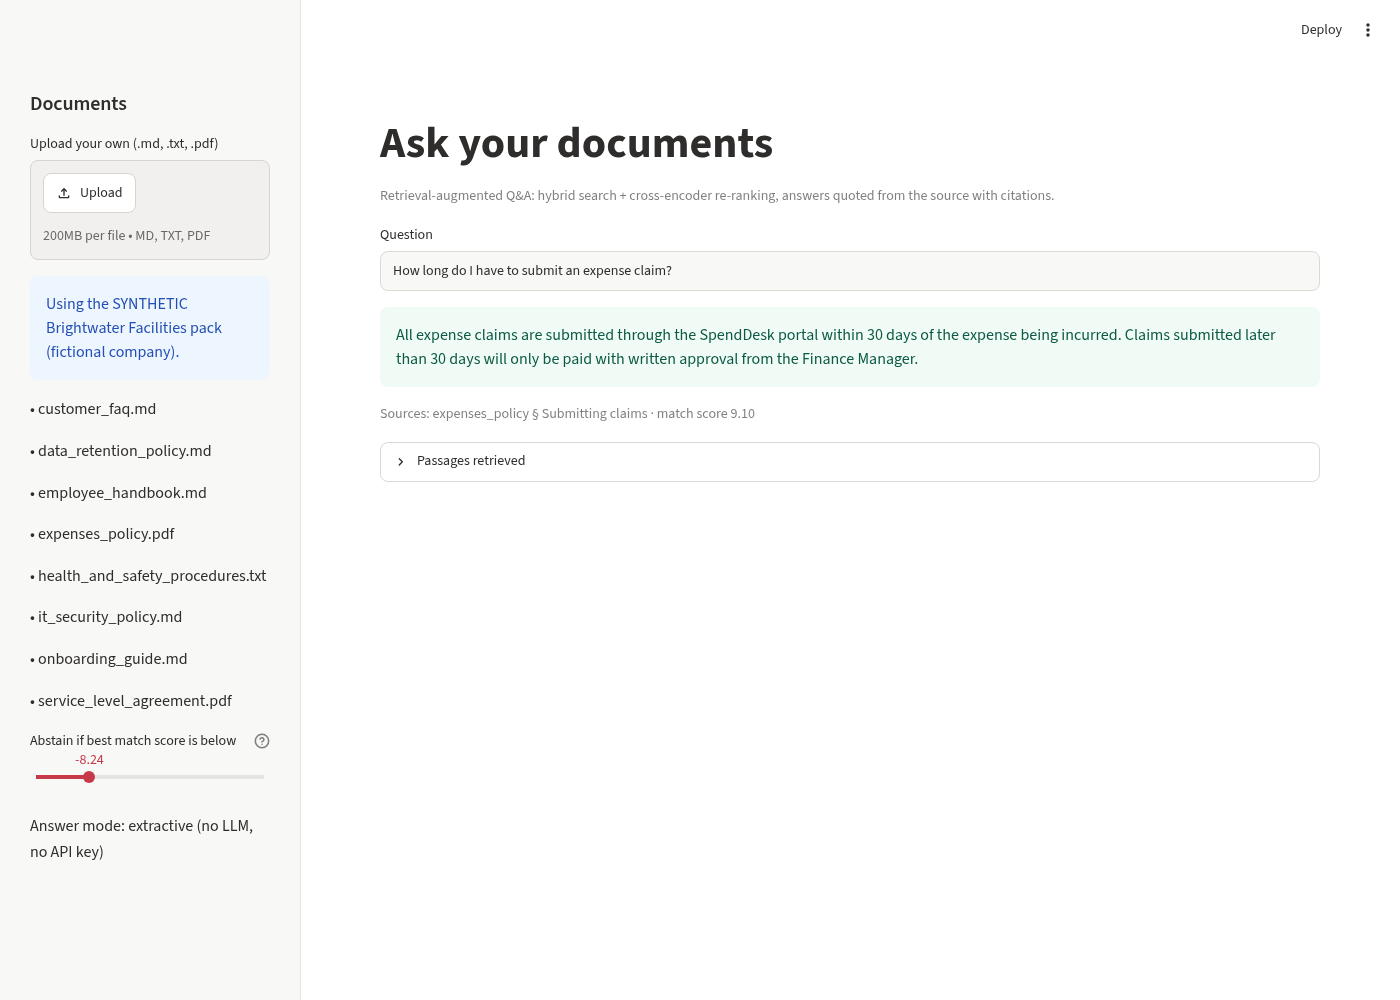 Deploy
Documents
Upload your own (.md, .txt, .pdf)
Upload
200MB per file • MD, TXT, PDF
Using the SYNTHETIC
Brightwater Facilities pack
(fictional company).
• customer_faq.md
• data_retention_policy.md
• employee_handbook.md
• expenses_policy.pdf
• health_and_safety_procedures.txt
• it_security_policy.md
• onboarding_guide.md
• service_level_agreement.pdf
Abstain if best match score is below
-8.24
Answer mode: extractive (no LLM,
no API key)
Ask your documents
Retrieval-augmented Q&A: hybrid search + cross-encoder re-ranking, answers quoted from the source with citations.
Question
How long do I have to submit an expense claim?
All expense claims are submitted through the SpendDesk portal within 30 days of the expense being incurred. Claims submitted later
than 30 days will only be paid with written approval from the Finance Manager.
Sources: expenses_policy § Submitting claims · match score 9.10
Passages retrieved